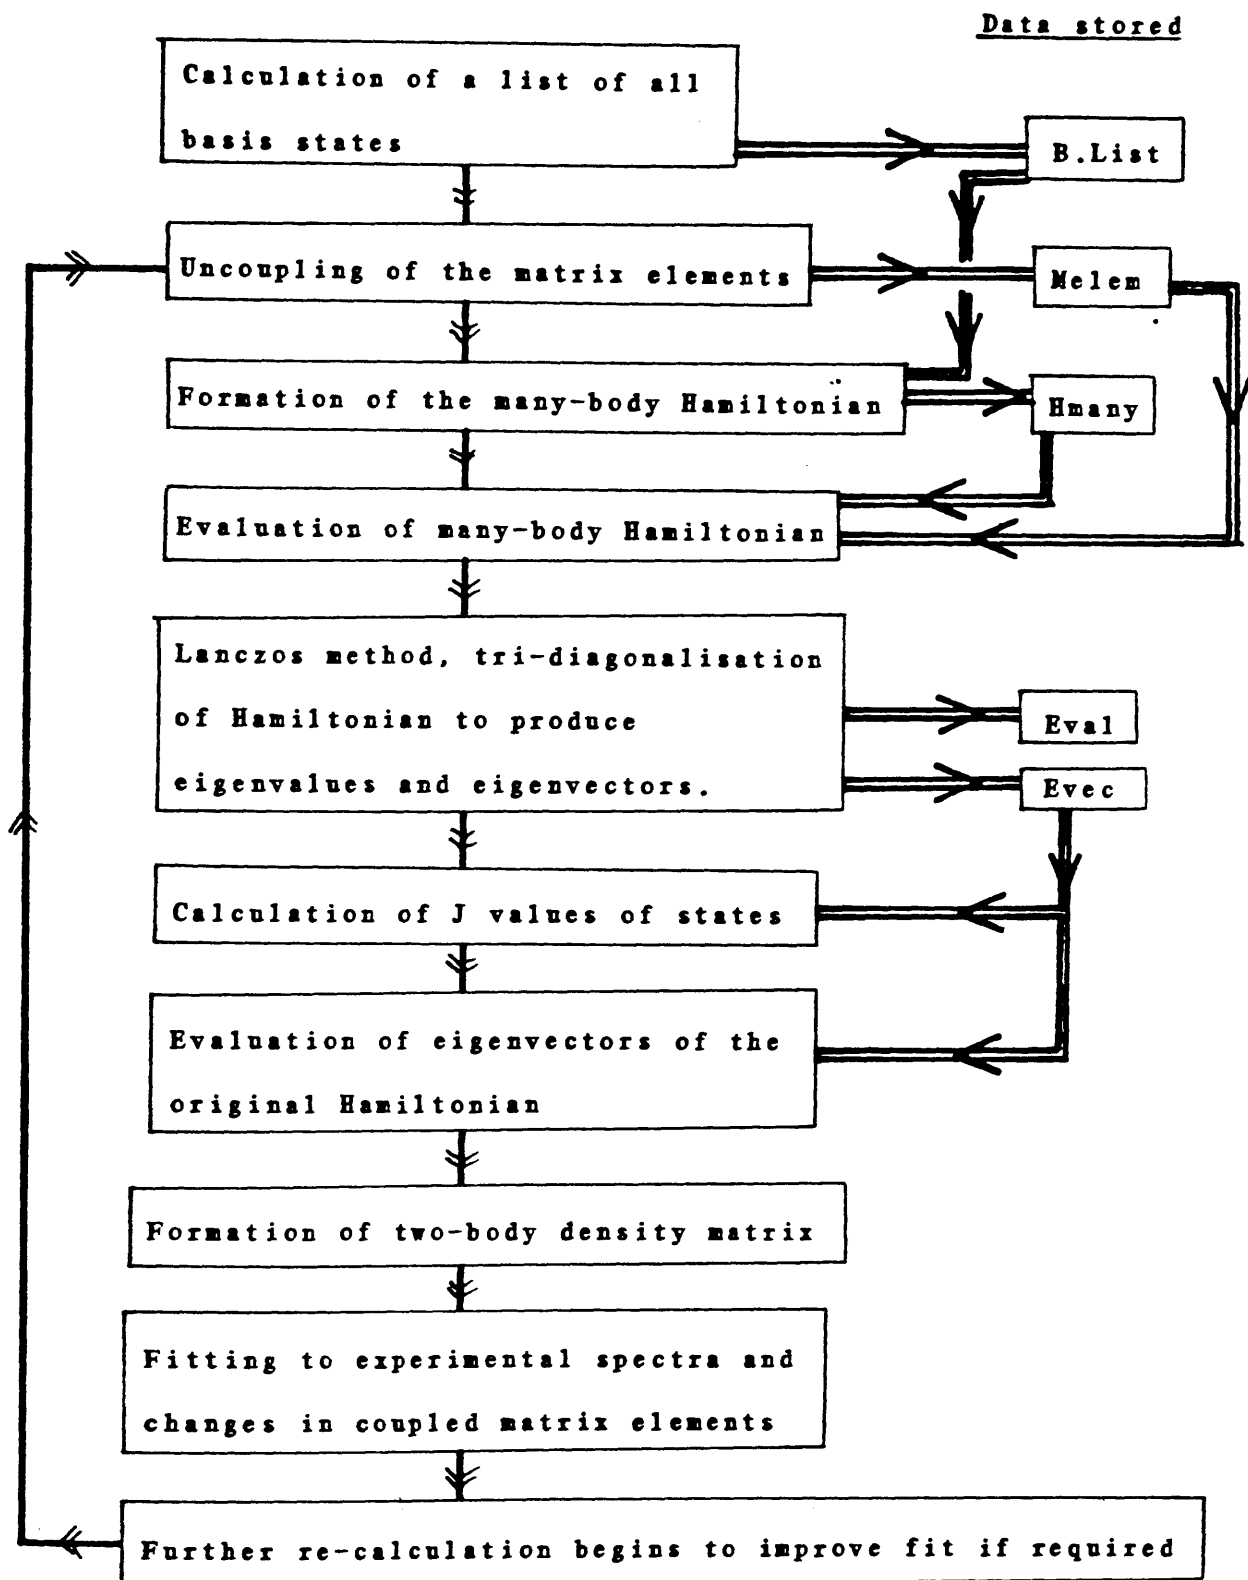 Data stored
Calculation of a list of all
basis states
B.List
Uncoupling of the matrix elements
Melem
Formation of the many-body Hamiltonian
Hmany
Evaluation of many-body Hamiltonian
Lanczos method, tri-diagonalisation
of Hamiltonian to produce
eigenvalues and eigenvectors.
Eval
Evec
Calculation of J values of states
Evaluation of eigenvectors of the
original Hamiltonian
Formation of two-body density matrix
Fitting to experimental spectra and
changes in coupled matrix elements
Further re-calculation begins to improve fit if required